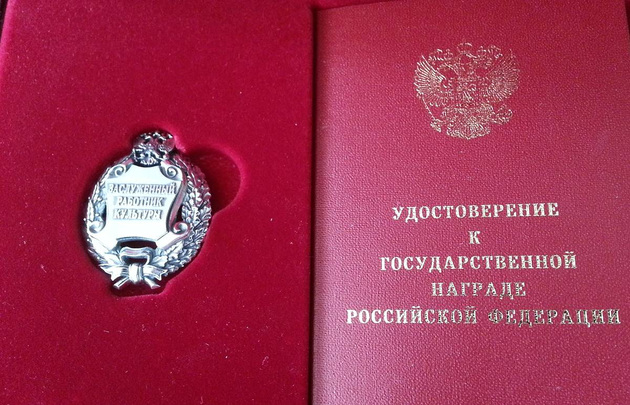 ЗАСЛУЖЕННЫЙ
РАБОТНИК
КУЛЬТУРЫ
УДОСТОВЕРЕНИЕ
К
ГОСУДАРСТВЕННОЙ
НАГРАДЕ
РОССИЙСКОЙ ФЕДЕРАЦИИ